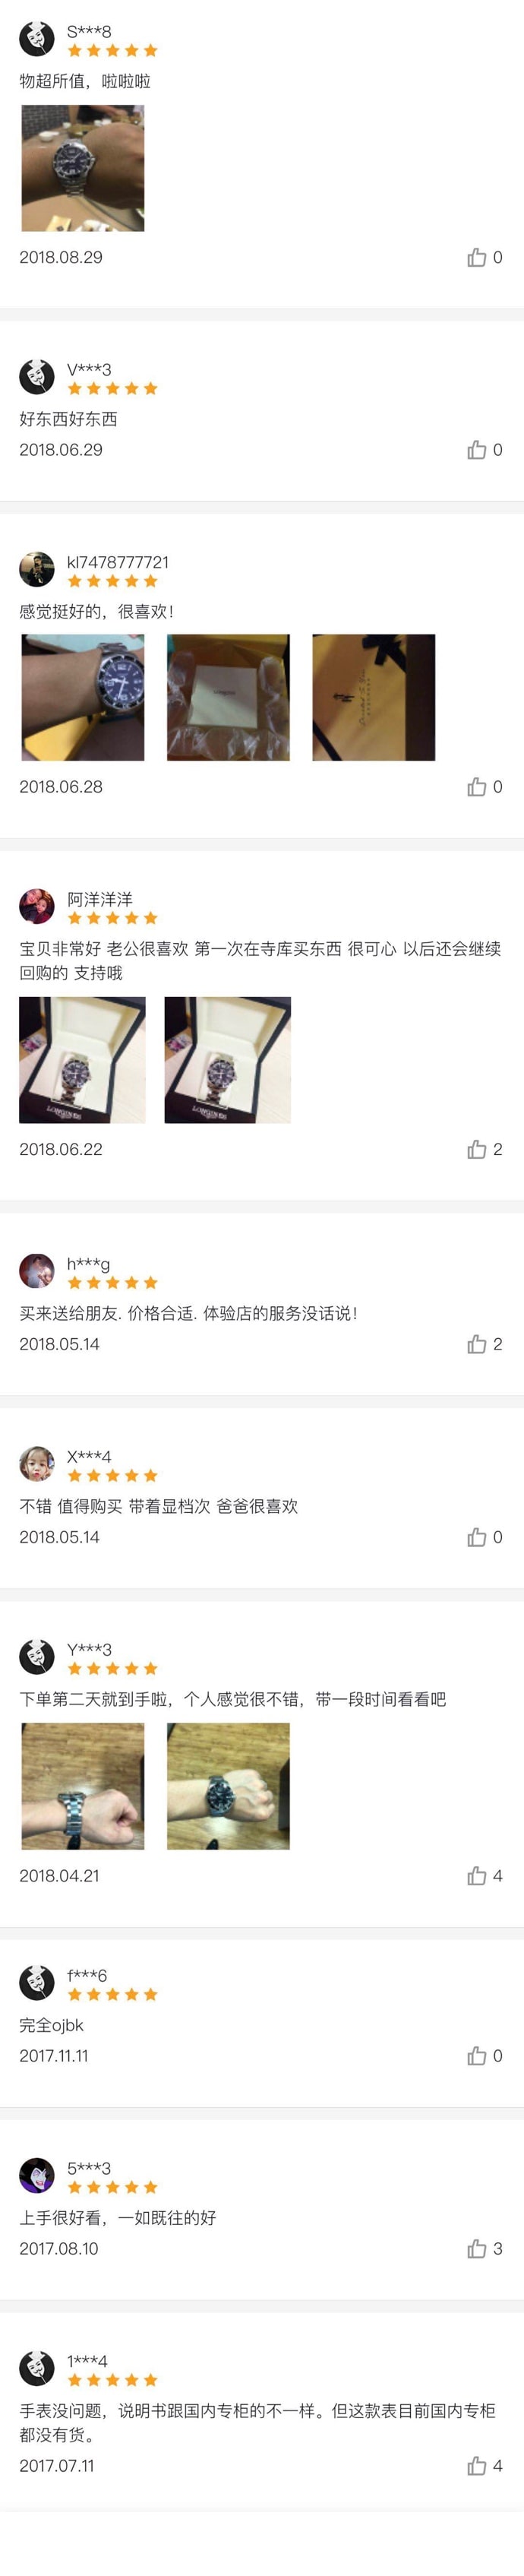 S***8
物超所值，啦啦啦
2018.08.29
0
V***3
好东西好东西
2018.06.29
0
kl7478777721
感觉挺好的，很喜欢！
2018.06.28
0
阿洋洋洋
宝贝非常好 老公很喜欢 第一次在寺库买东西 很可心 以后还会继续
回购的 支持哦
LONGINES
LONGINES
2018.06.22
2
h***g
买来送给朋友. 价格合适. 体验店的服务没话说！
2018.05.14
2
X***4
不错 值得购买 带着显档次 爸爸很喜欢
2018.05.14
0
Y***3
下单第二天就到手啦，个人感觉很不错，带一段时间看看吧
2018.04.21
4
f***6
完全ojbk
2017.11.11
0
5***3
上手很好看，一如既往的好
2017.08.10
3
1***4
手表没问题，说明书跟国内专柜的不一样。但这款表目前国内专柜
都没有货。
2017.07.11
4